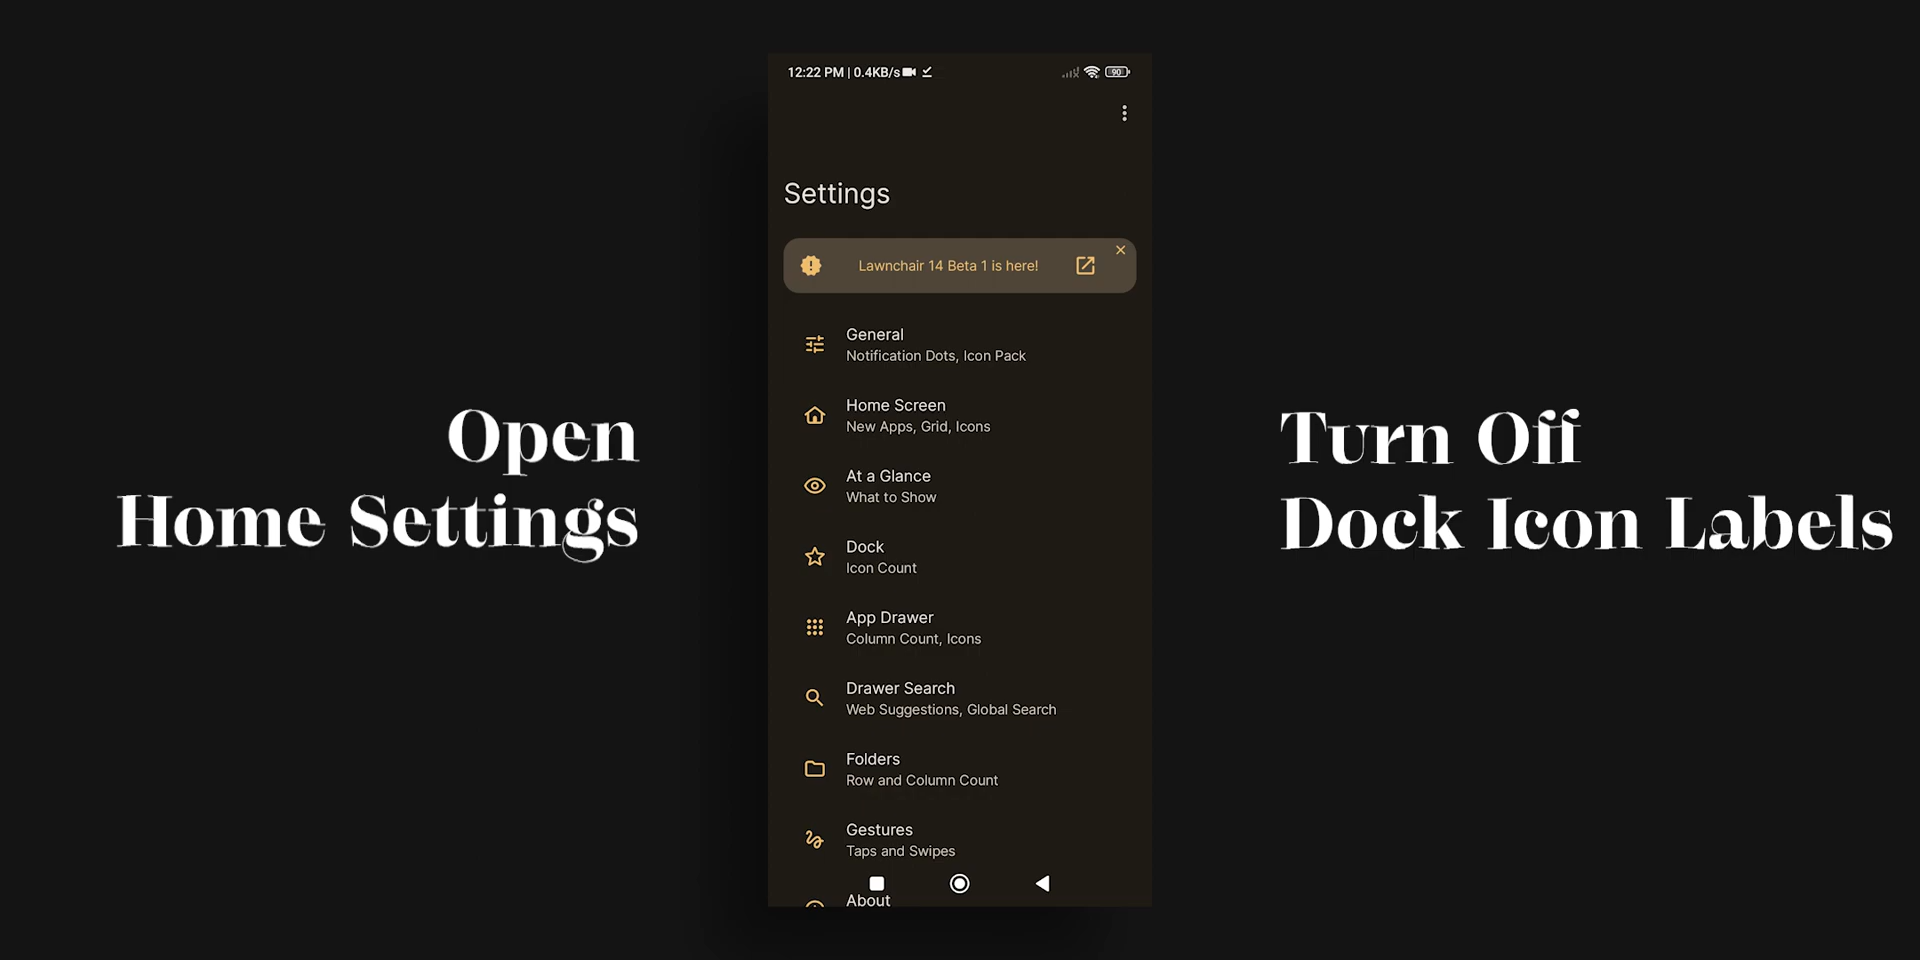 Open
Home Settings
12:22 PM | 0.4KB/s
90
Settings
Lawnchair 14 Beta 1 is here!
General
Notification Dots, Icon Pack
Home Screen
New Apps, Grid, Icons
At a Glance
What to Show
Dock
Icon Count
App Drawer
Column Count, Icons
Drawer Search
Web Suggestions, Global Search
Folders
Row and Column Count
Gestures
Taps and Swipes
About
Turn Off
Dock Icon Labels